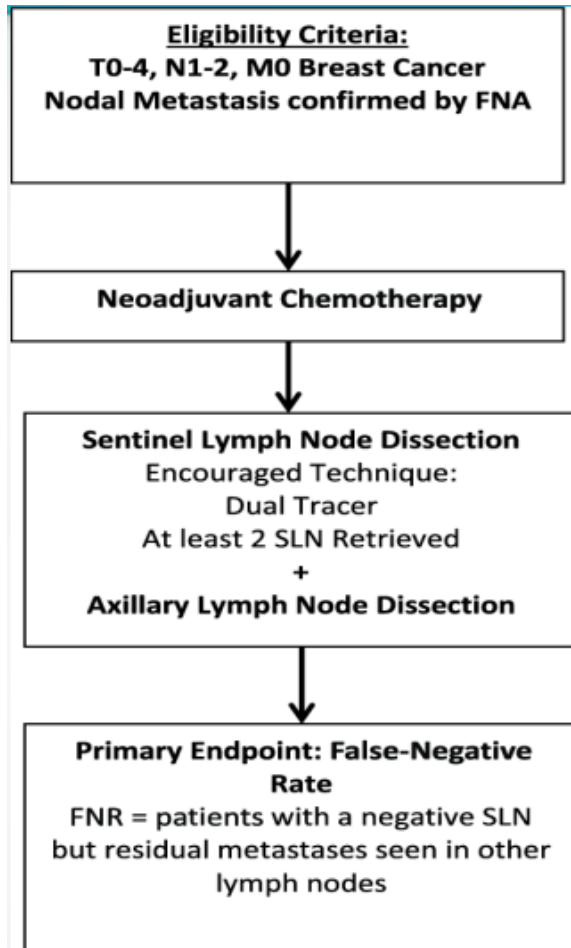 Eligibility Criteria:
T0-4, N1-2, M0 Breast Cancer
Nodal Metastasis confirmed by FNA
Neoadjuvant Chemotherapy
Sentinel Lymph Node Dissection
Encouraged Technique:
Dual Tracer
At least 2 SLN Retrieved
+
Axillary Lymph Node Dissection
Primary Endpoint: False-Negative
Rate
FNR = patients with a negative SLN
but residual metastases seen in other
lymph nodes